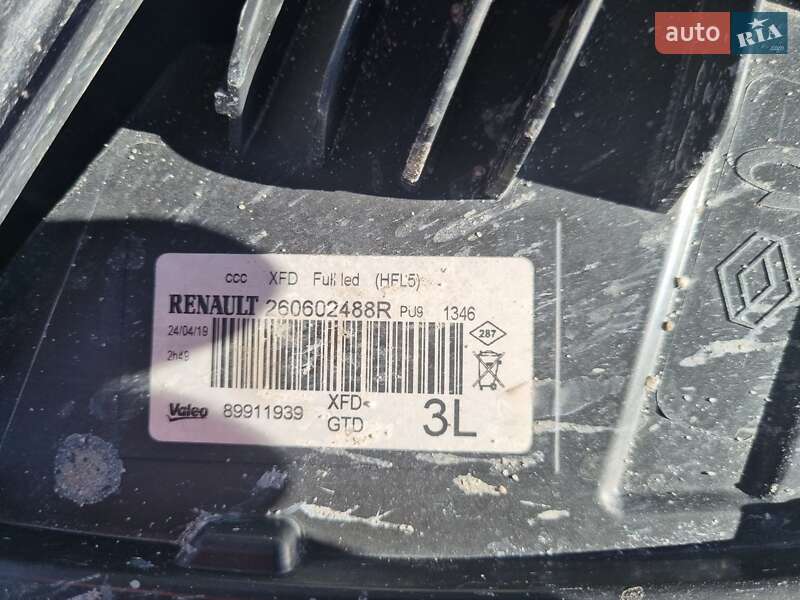 auto RIA
ccc XFD Full led (HFL5)
RENAULT 260602488R PU9 1346
24/04/19
287
2h49
Valeo 89911939 XFD 3L
GTD